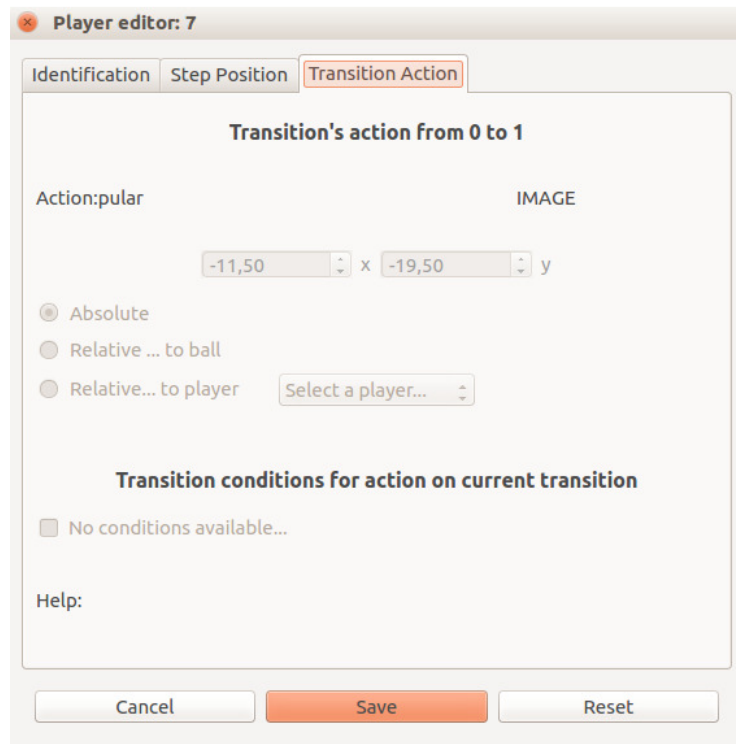 Player editor: 7
Identification Step Position Transition Action
Transition's action from 0 to 1
Action:pular IMAGE
-11,50 x -19,50 y
Absolute
Relative ... to ball
Relative... to player Select a player...
Transition conditions for action on current transition
No conditions available...
Help:
Cancel Save Reset